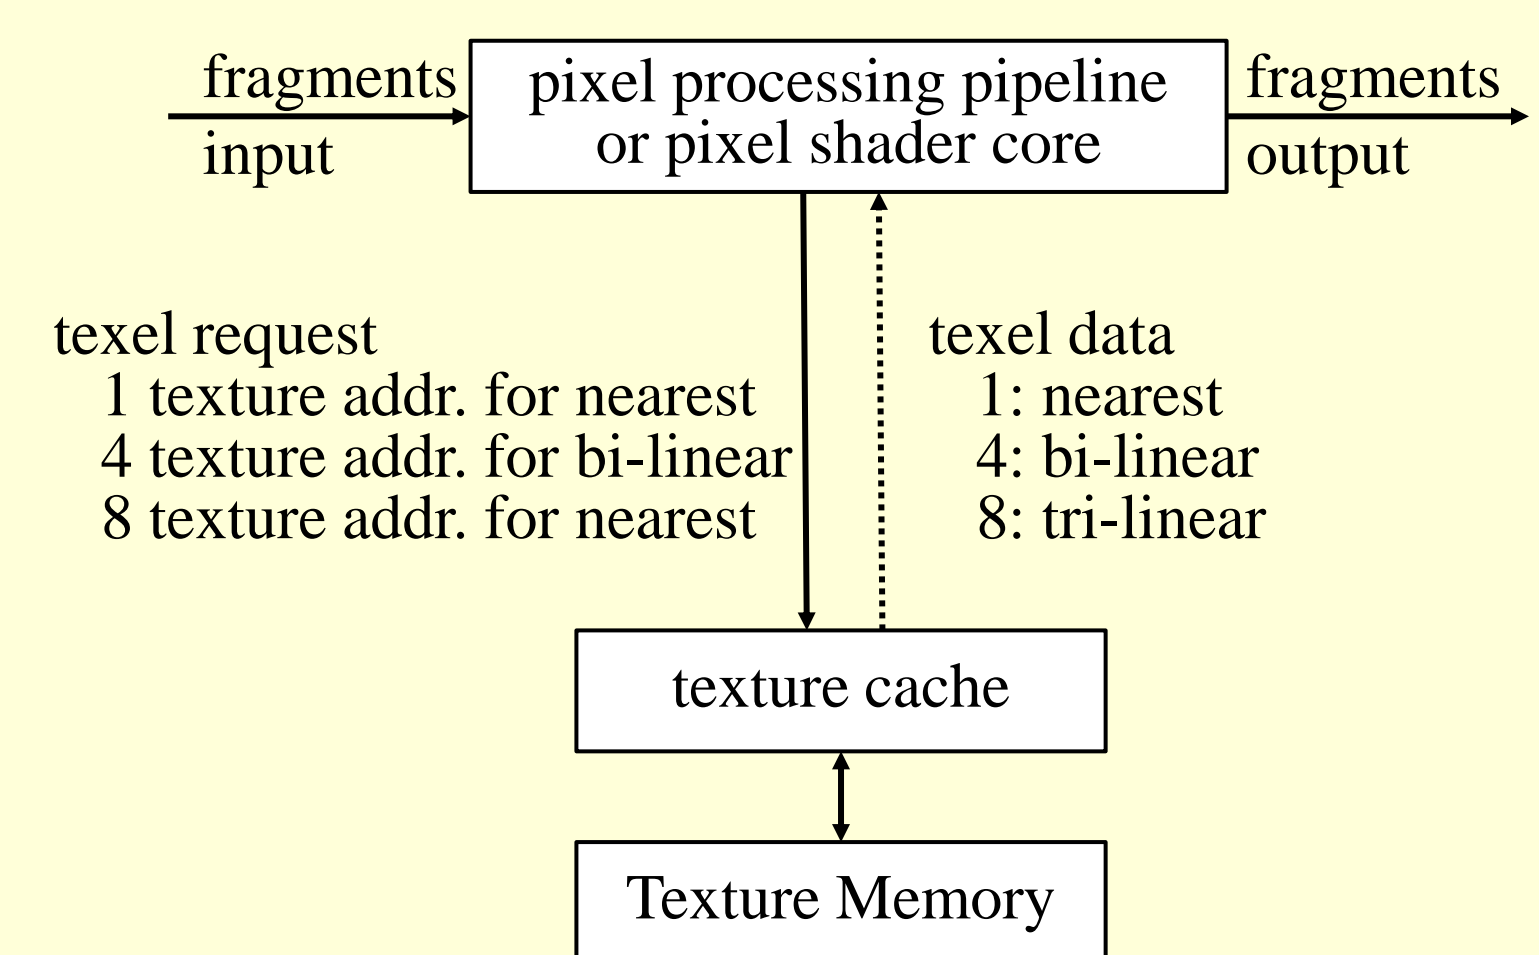 fragments
input
pixel processing pipeline
or pixel shader core
fragments
output
texel request
1 texture addr. for nearest
4 texture addr. for bi-linear
8 texture addr. for nearest
texel data
1: nearest
4: bi-linear
8: tri-linear
texture cache
Texture Memory